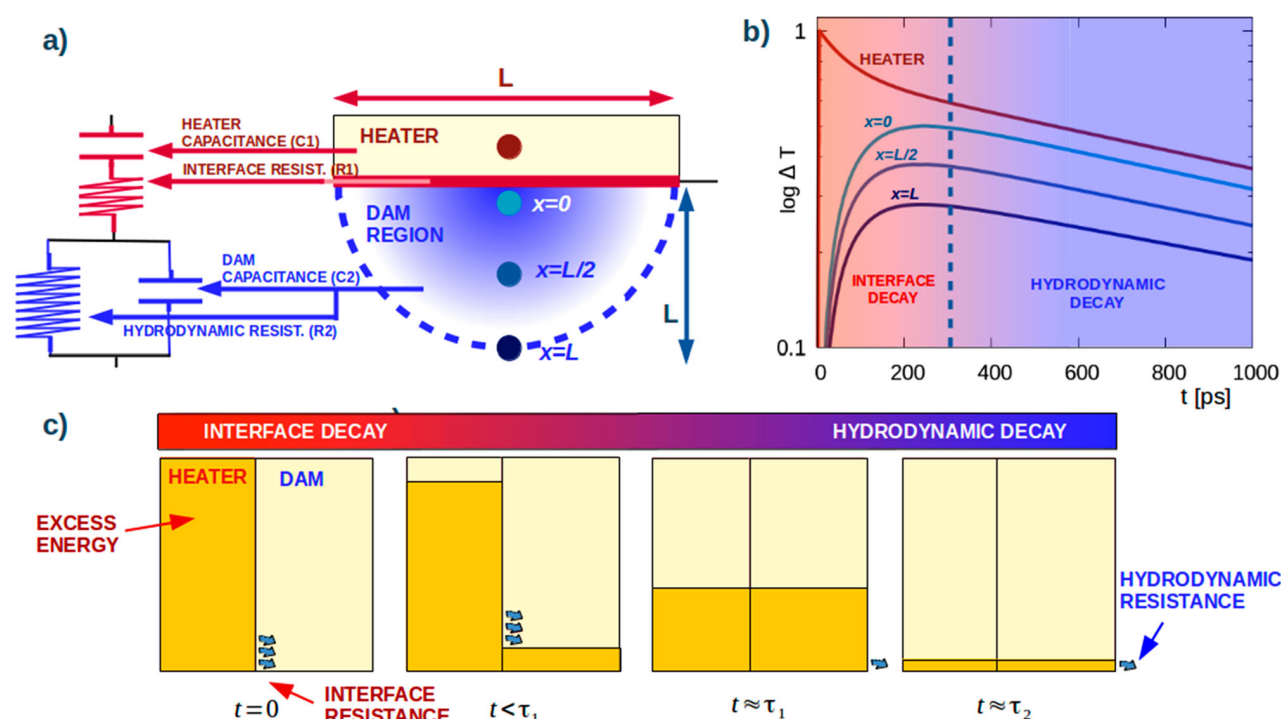 a)
L
HEATER
CAPACITANCE (C1)
HEATER
INTERFACE RESIST. (R1)
DAM
REGION
x=0
DAM
CAPACITANCE (C2)
x=L/2
L
HYDRODYNAMIC RESIST. (R2)
x=L
b)
1
HEATER
x=0
x=L/2
x=L
log Δ T
INTERFACE
DECAY
HYDRODYNAMIC
DECAY
0.1
0 200 400 600 800 1000
t [ps]
c)
INTERFACE DECAY
HYDRODYNAMIC DECAY
HEATER
DAM
EXCESS
ENERGY
HYDRODYNAMIC
RESISTANCE
t=0
INTERFACE
RESISTANCE
t<τ₁
t≈τ₁
t≈τ₂